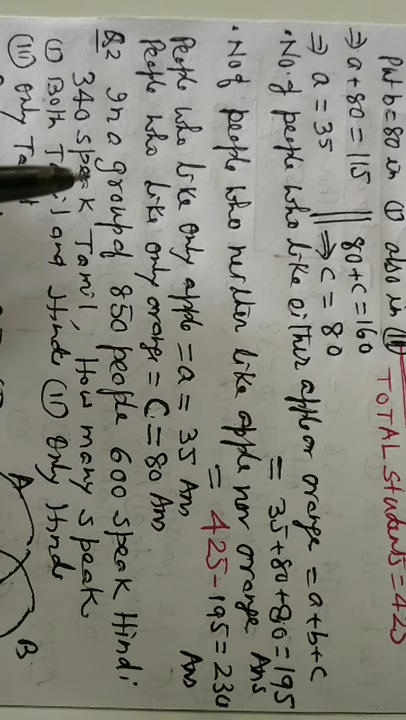 Put b=80 in (i) also in (ii)
TOTAL Students = 425
⇒ a+80 = 115 || 80+c = 160
⇒ a = 35 || ⇒ c = 80
• No. of people who like either apple or orange = a+b+c
= 35+80+80 = 195 Ans
• No of people who neither like apple nor orange
= 425-195 = 230 Ans
People who like only apple = a = 35 Ans
People who like only orange = C = 80 Ans
Q2 In a group of 850 people 600 speak Hindi
340 speak Tamil, How many speak
(i) Both and Hindi (ii) Only Hindi
(iii) only
A B